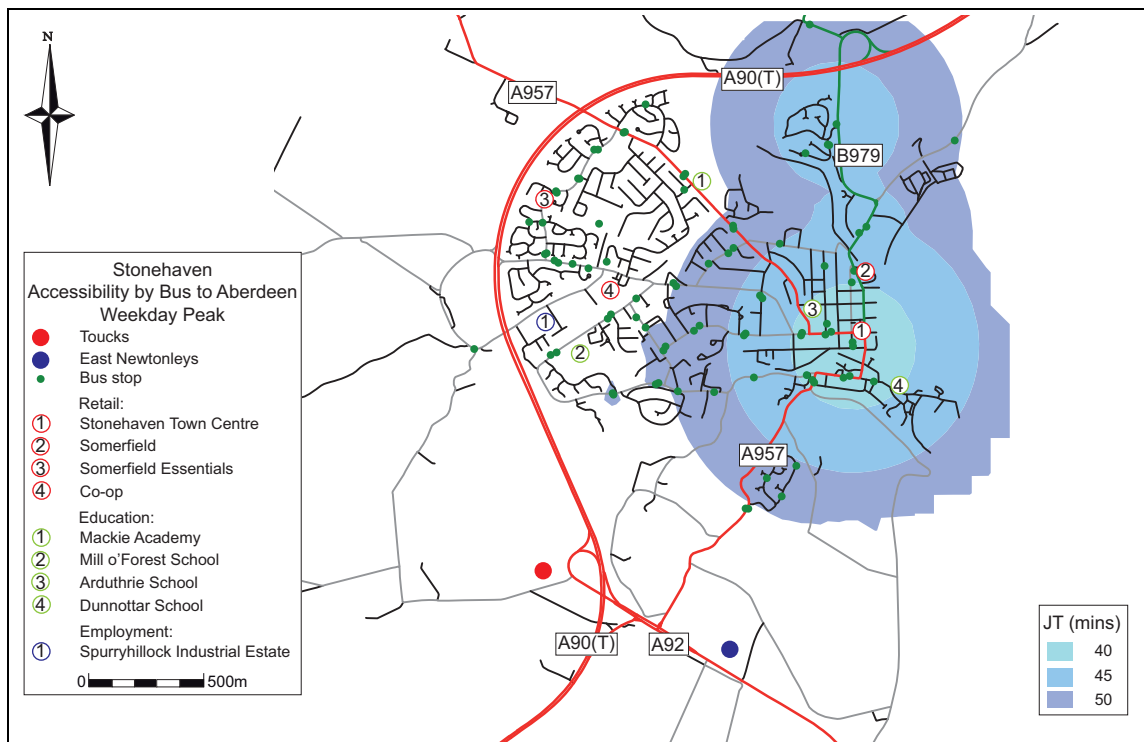 N
A957
A90(T)
B979
1
3
2
4
3
1
1
2
4
A957
A90(T)
A92
Stonehaven
Accessibility by Bus to Aberdeen
Weekday Peak
Toucks
East Newtonleys
Bus stop
Retail:
1 Stonehaven Town Centre
2 Somerfield
3 Somerfield Essentials
4 Co-op
Education:
1 Mackie Academy
2 Mill o'Forest School
3 Arduthrie School
4 Dunnottar School
Employment:
1 Spurryhillock Industrial Estate
0 500m
JT (mins)
40
45
50